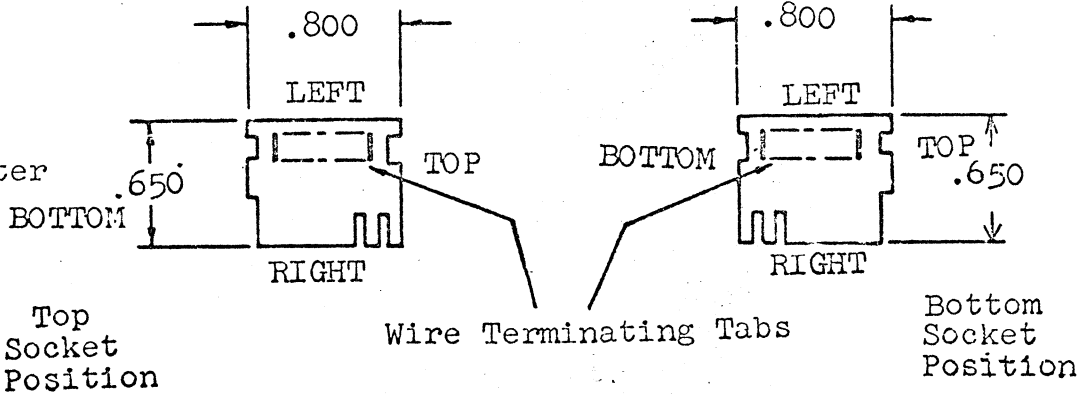 .800
LEFT
TOP
.650
BOTTOM
RIGHT
Top
Socket
Position
Wire Terminating Tabs
.800
LEFT
BOTTOM
TOP
.650
RIGHT
Bottom
Socket
Position